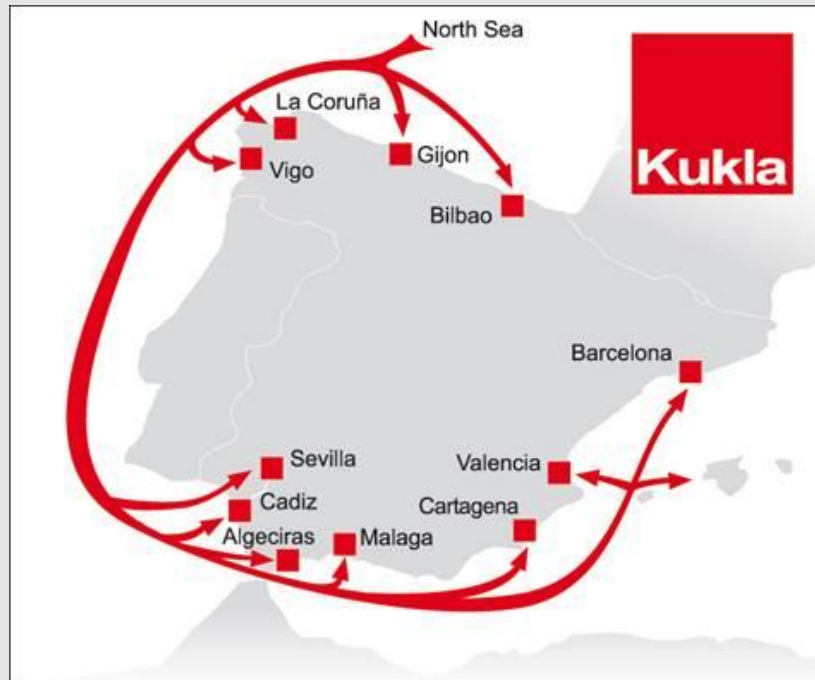 North Sea
La Coruña
Vigo
Gijon
Bilbao
Kukla
Barcelona
Valencia
Sevilla
Cartagena
Cadiz
Algeciras
Malaga